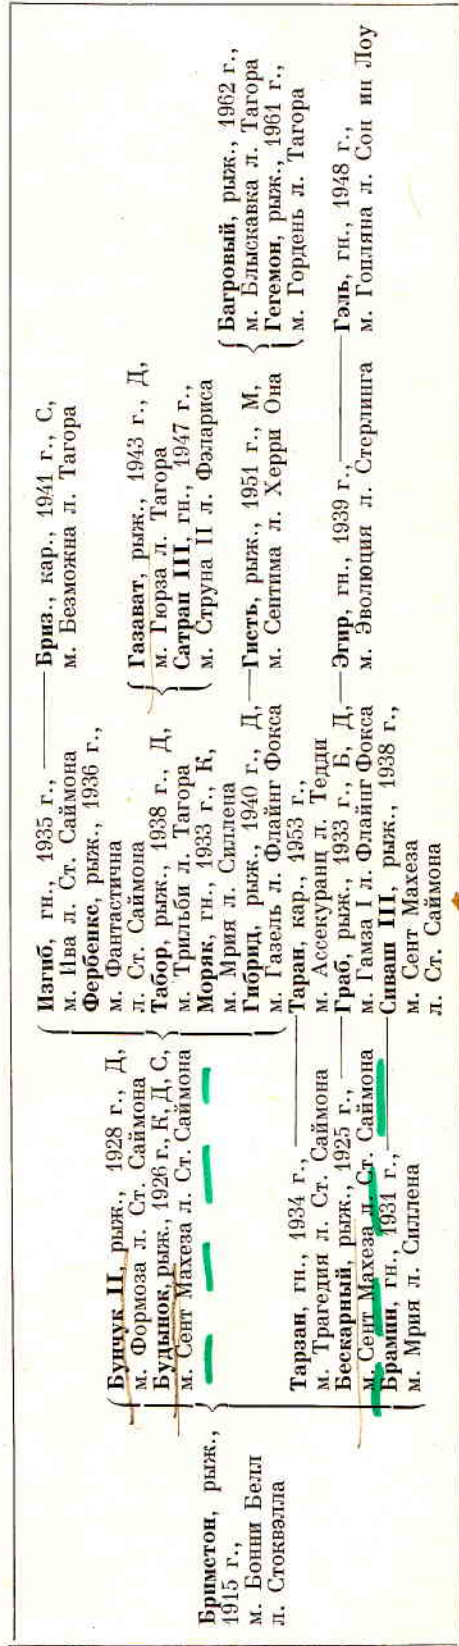 Бримстон, рыж.,
1915 г.,
м. Бонни Белл
л. Стоквэлла
Бунчук II, рыж., 1928 г., Д,
м. Формоза л. Ст. Саймона
Будынок, рыж., 1926 г., К, Д, С,
м. Сент Махеза л. Ст. Саймона
Тарзан, гн., 1934 г.,
м. Трагедия л. Ст. Саймона
Бескарный, рыж., 1925 г.,
м. Сент Махеза л. Ст. Саймона
Брамин, гн., 1931 г.,
м. Мрия л. Силлена
Изгиб, гн., 1935 г.,
м. Ива л. Ст. Саймона
Фербенкс, рыж., 1936 г.,
м. Фантастична
л. Ст. Саймона
Табор, рыж., 1938 г., Д,
м. Трильби л. Тагора
Моряк, гн., 1933 г., К,
м. Мрия л. Силлена
Гибрид, рыж., 1940 г., Д,
м. Газель л. Флайнг Фокса
Таран, кар., 1953 г.,
м. Ассекуранц л. Тедди
Граб, рыж., 1933 г., Б, Д,
м. Гамза I л. Флайнг Фокса
Сиваш III, рыж., 1938 г.,
м. Сент Махеза
л. Ст. Саймона
Бриз., кар., 1941 г., С,
м. Безможна л. Тагора
Газават, рыж., 1943 г., Д,
м. Гюрза л. Тагора
Сатрап III, гн., 1947 г.,
м. Струна II л. Фэлариса
Гисть, рыж., 1951 г., М,
м. Септима л. Херри Она
Эгир, гн., 1939 г.,
м. Эволюция л. Стерлинга
Багровый, рыж., 1962 г.,
м. Блыскавка л. Тагора
Гегемон, рыж., 1961 г.,
м. Гордень л. Тагора
Гэль, гн., 1948 г.,
м. Гопляна л. Сон ин Лоу